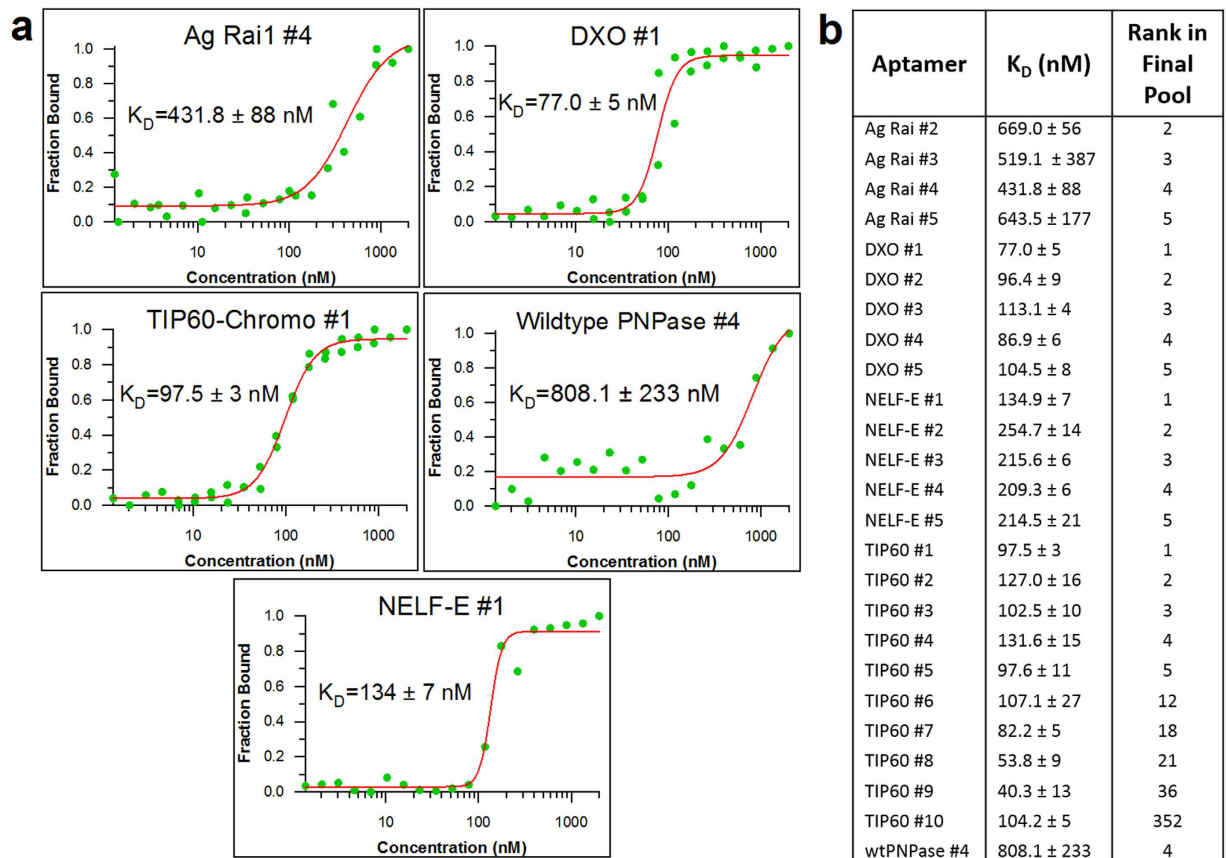 a
Ag Rai1 #4
K_D=431.8 ± 88 nM
Fraction Bound
1.0
0.8
0.6
0.4
0.2
0.0
10 100 1000
Concentration (nM)
DXO #1
K_D=77.0 ± 5 nM
Fraction Bound
1.0
0.8
0.6
0.4
0.2
0.0
10 100 1000
Concentration (nM)
TIP60-Chromo #1
K_D=97.5 ± 3 nM
Fraction Bound
1.0
0.8
0.6
0.4
0.2
0.0
10 100 1000
Concentration (nM)
Wildtype PNPase #4
K_D=808.1 ± 233 nM
Fraction Bound
1.0
0.8
0.6
0.4
0.2
0.0
10 100 1000
Concentration (nM)
NELF-E #1
K_D=134 ± 7 nM
Fraction Bound
1.0
0.8
0.6
0.4
0.2
0.0
10 100 1000
Concentration (nM)
b
Aptamer K_D (nM) Rank in Final Pool
Ag Rai #2 669.0 ± 56 2
Ag Rai #3 519.1 ± 387 3
Ag Rai #4 431.8 ± 88 4
Ag Rai #5 643.5 ± 177 5
DXO #1 77.0 ± 5 1
DXO #2 96.4 ± 9 2
DXO #3 113.1 ± 4 3
DXO #4 86.9 ± 6 4
DXO #5 104.5 ± 8 5
NELF-E #1 134.9 ± 7 1
NELF-E #2 254.7 ± 14 2
NELF-E #3 215.6 ± 6 3
NELF-E #4 209.3 ± 6 4
NELF-E #5 214.5 ± 21 5
TIP60 #1 97.5 ± 3 1
TIP60 #2 127.0 ± 16 2
TIP60 #3 102.5 ± 10 3
TIP60 #4 131.6 ± 15 4
TIP60 #5 97.6 ± 11 5
TIP60 #6 107.1 ± 27 12
TIP60 #7 82.2 ± 5 18
TIP60 #8 53.8 ± 9 21
TIP60 #9 40.3 ± 13 36
TIP60 #10 104.2 ± 5 352
wtPNPase #4 808.1 ± 233 4